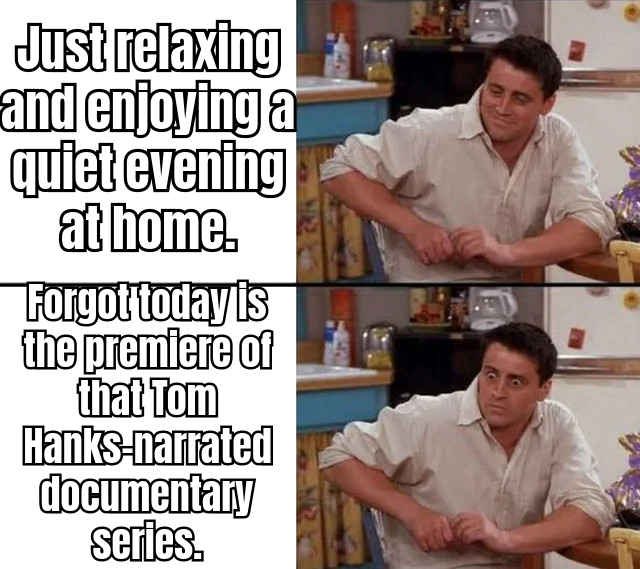 Just relaxing
and enjoying a
quiet evening
at home.
Forgot today is
the premiere of
that Tom
Hanks-narrated
documentary
series.